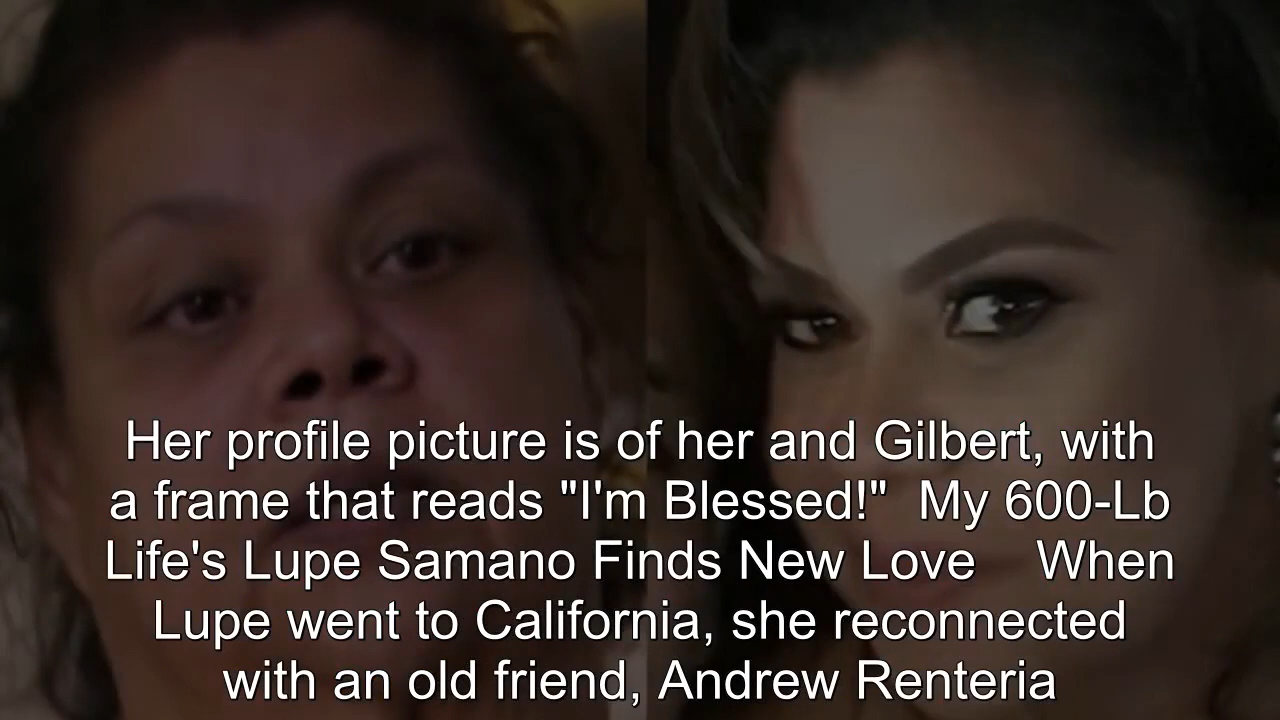 Her profile picture is of her and Gilbert, with
a frame that reads "I'm Blessed!"  My 600-Lb
Life's Lupe Samano Finds New Love    When
Lupe went to California, she reconnected
with an old friend, Andrew Renteria